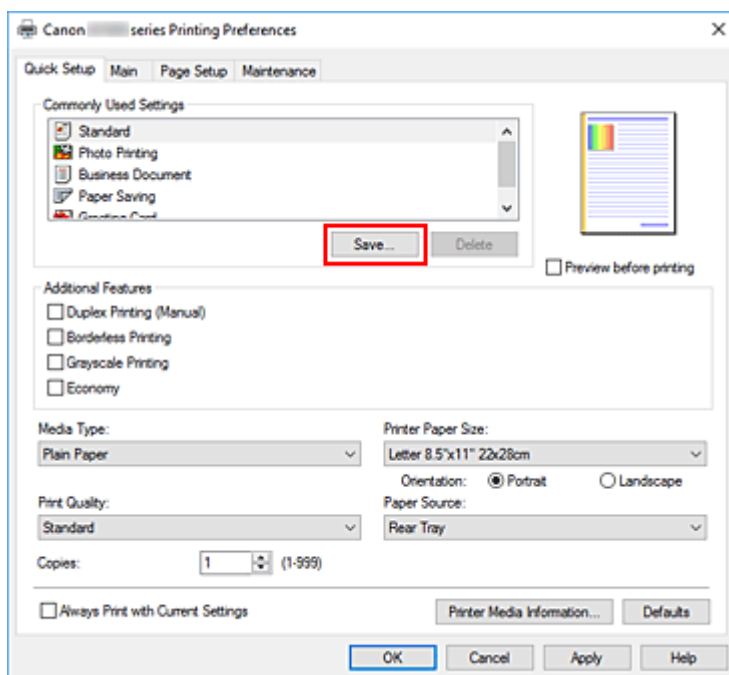 Canon series Printing Preferences
Quick Setup Main Page Setup Maintenance
Commonly Used Settings
Standard
Photo Printing
Business Document
Paper Saving
Greeting Card
Save... Delete
Preview before printing
Additional Features
Duplex Printing (Manual)
Borderless Printing
Grayscale Printing
Economy
Media Type: Printer Paper Size:
Plain Paper Letter 8.5"x11" 22x28cm
Orientation: Portrait Landscape
Print Quality: Paper Source:
Standard Rear Tray
Copies: 1 (1-999)
Always Print with Current Settings Printer Media Information... Defaults
OK Cancel Apply Help